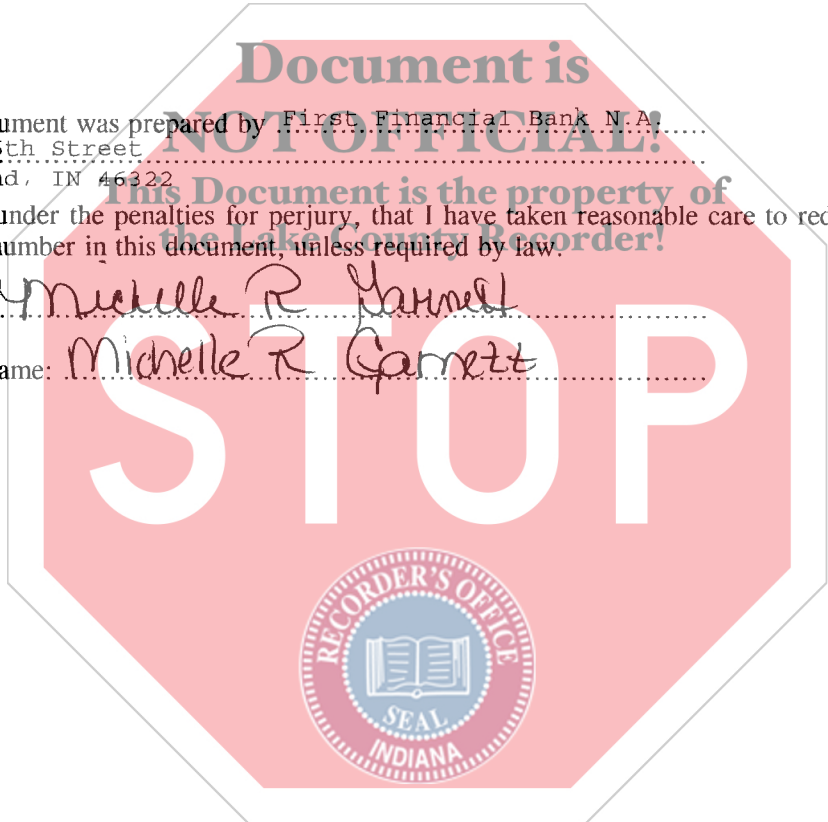 Document is
ument was prepared by First Financial Bank N.A.
NOT OFFICIAL!
5th Street
nd, IN 46322
This Document is the property of
under the penalties for perjury, that I have taken reasonable care to red
the Lake County Recorder!
number in this document, unless required by law.
Michelle R Garnett
ame: Michelle R Garnett
STOP
RECORDER'S OFFICE
SEAL
INDIANA